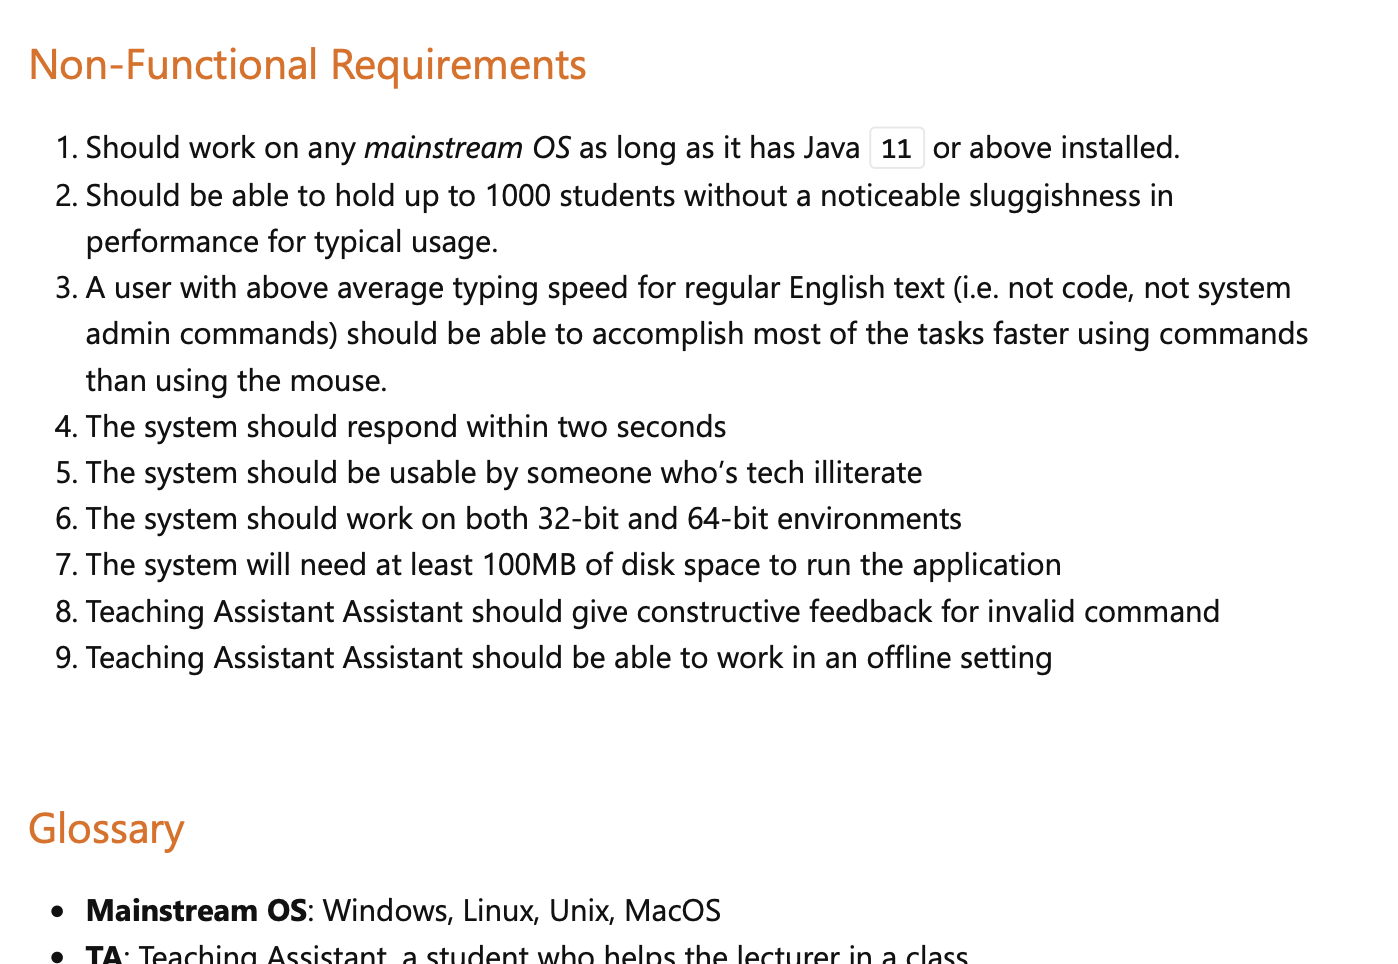 Non-Functional Requirements
1. Should work on any mainstream OS as long as it has Java 11 or above installed.
2. Should be able to hold up to 1000 students without a noticeable sluggishness in
performance for typical usage.
3. A user with above average typing speed for regular English text (i.e. not code, not system
admin commands) should be able to accomplish most of the tasks faster using commands
than using the mouse.
4. The system should respond within two seconds
5. The system should be usable by someone who’s tech illiterate
6. The system should work on both 32-bit and 64-bit environments
7. The system will need at least 100MB of disk space to run the application
8. Teaching Assistant Assistant should give constructive feedback for invalid command
9. Teaching Assistant Assistant should be able to work in an offline setting
Glossary
• Mainstream OS: Windows, Linux, Unix, MacOS
• TA: Teaching Assistant, a student who helps the lecturer in a class